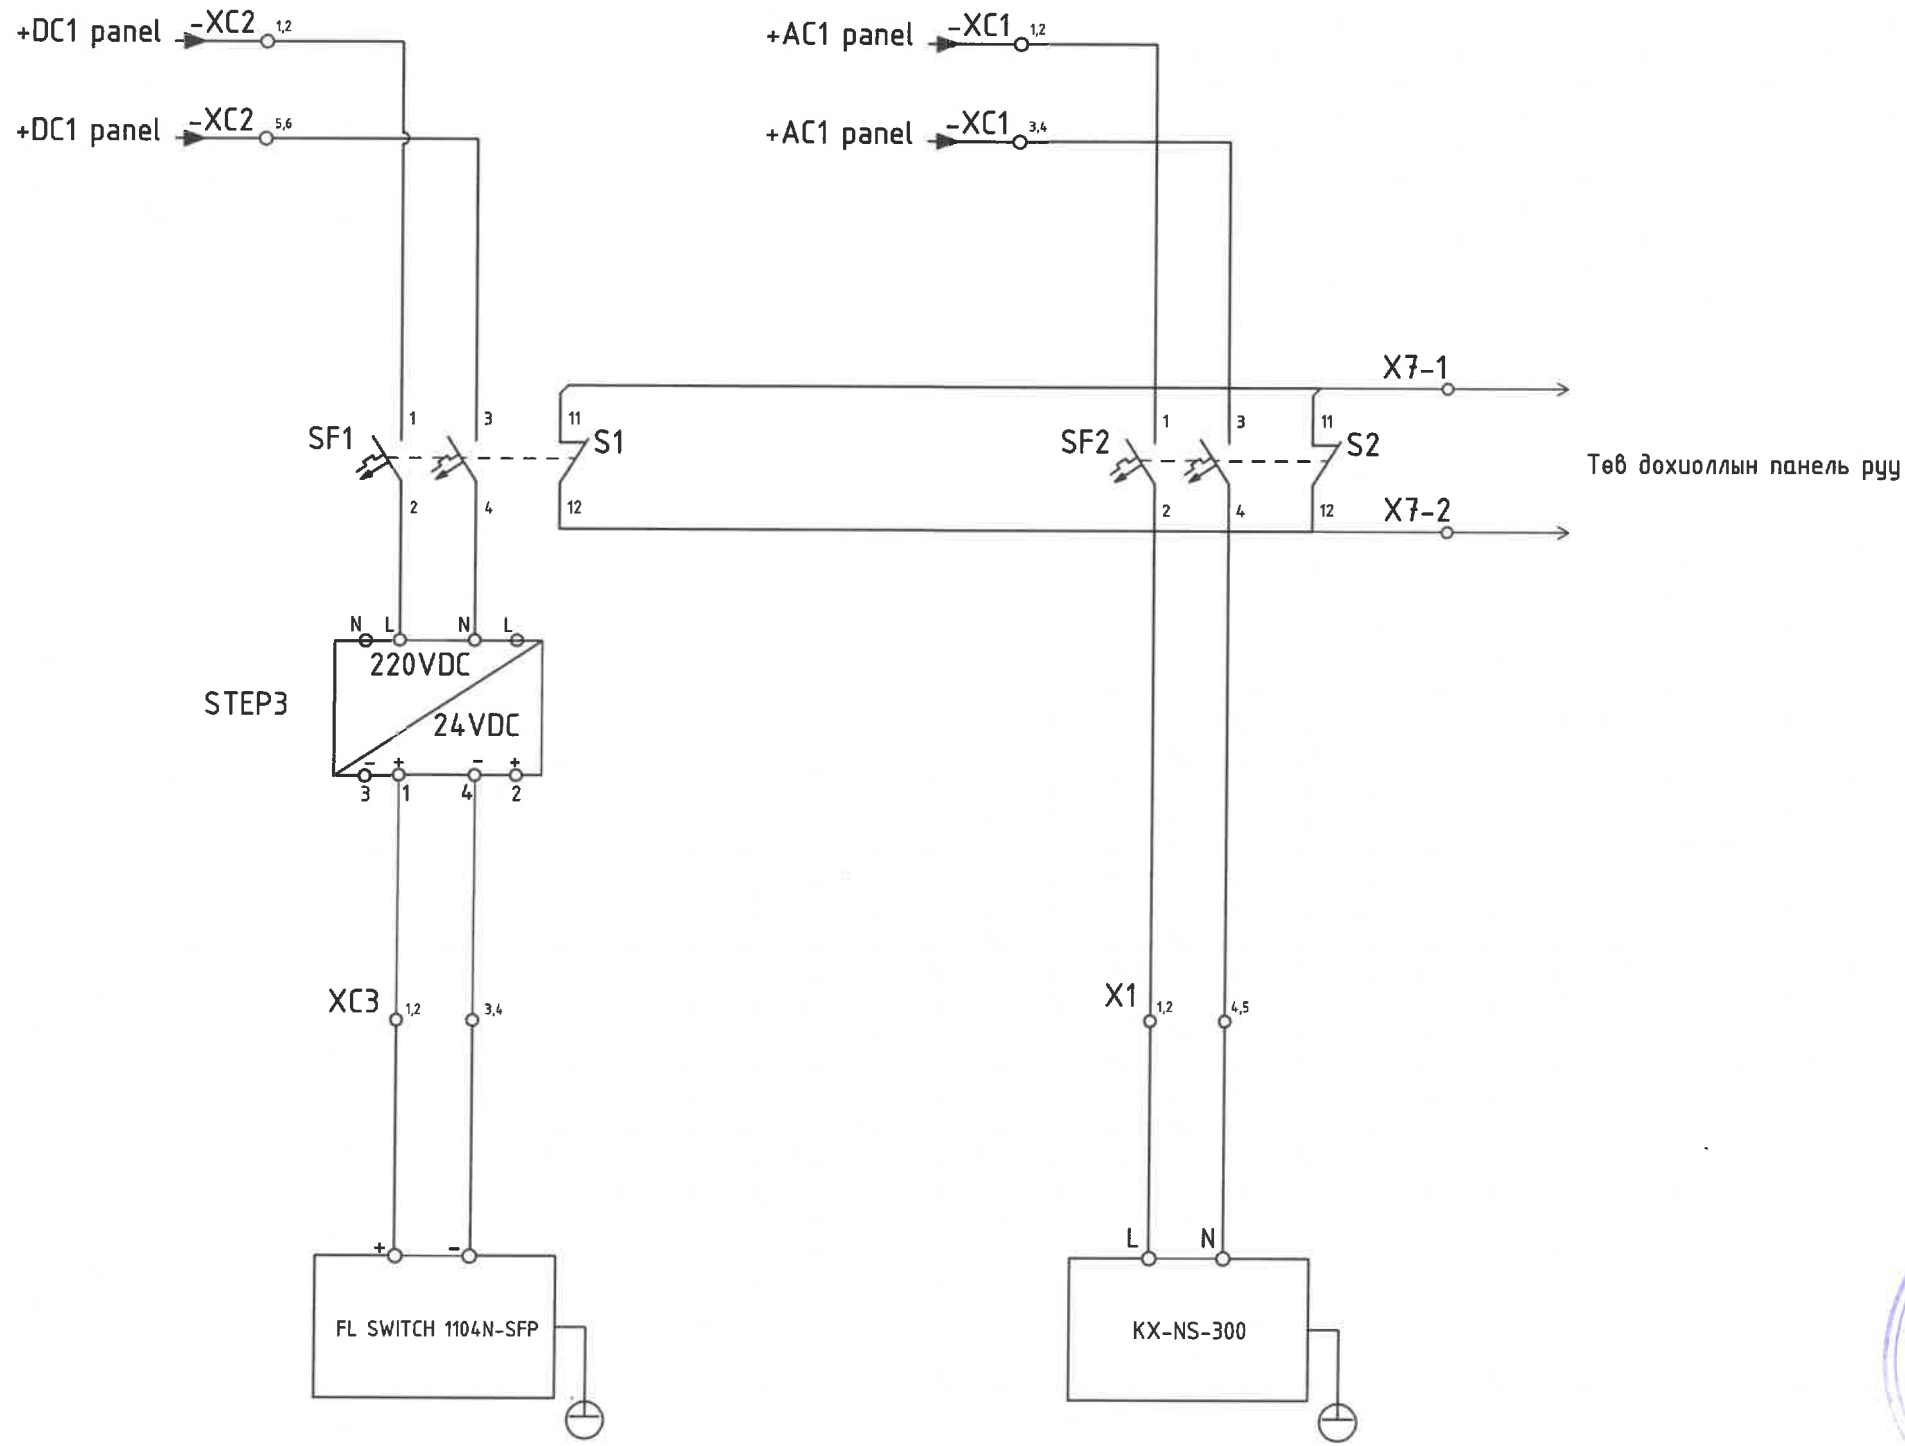 +DC1 panel -XC2 1,2
+AC1 panel -XC1 1,2
+DC1 panel -XC2 5,6
+AC1 panel -XC1 3,4
X7-1
1 3 11
1 3 11
SF1 S1
SF2 S2
Төв дохиоллын панель руу
2 4 12
2 4 12
X7-2
N L N L
220VDC
STEP3
24VDC
- + - +
3 1 4 2
XC3 1,2 3,4
X1 1,2 4,5
+ -
L N
FL SWITCH 1104N-SFP
KX-NS-300